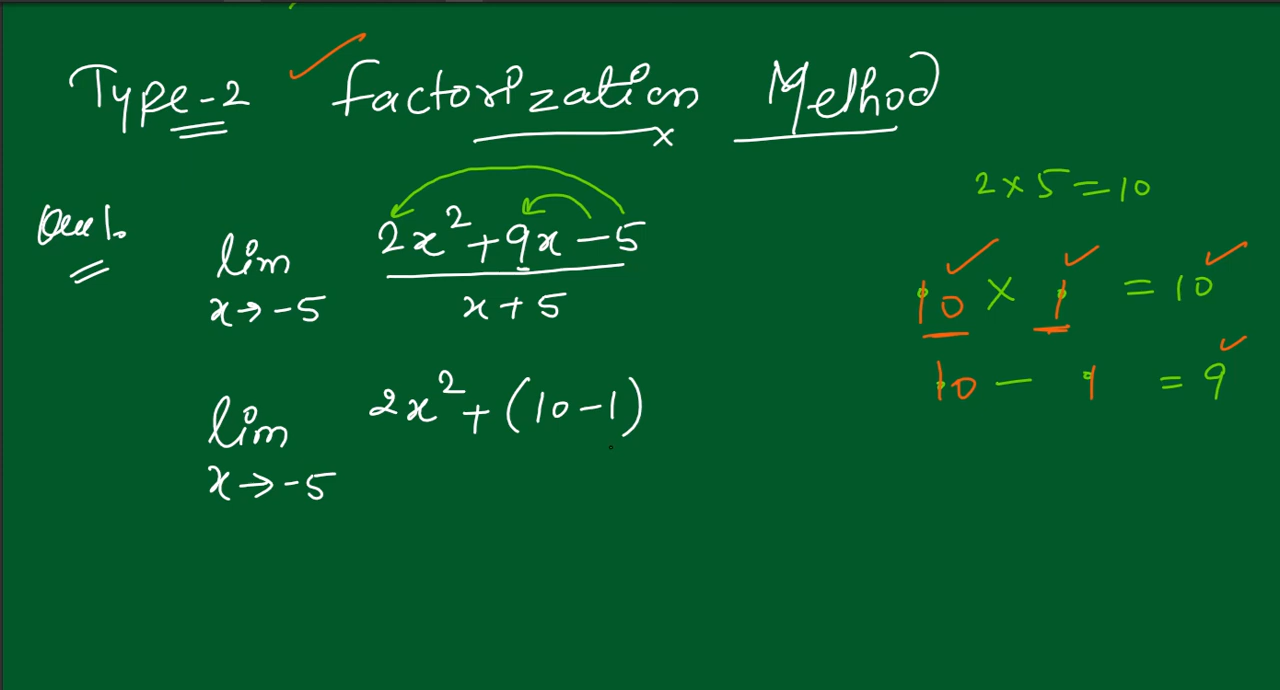 Type-2 Factorization Method
Que 1.
lim 2x²+9x-5
x→-5 x+5
lim 2x²+(10-1)
x→-5
2×5=10
10 × 1 = 10
10 - 1 = 9